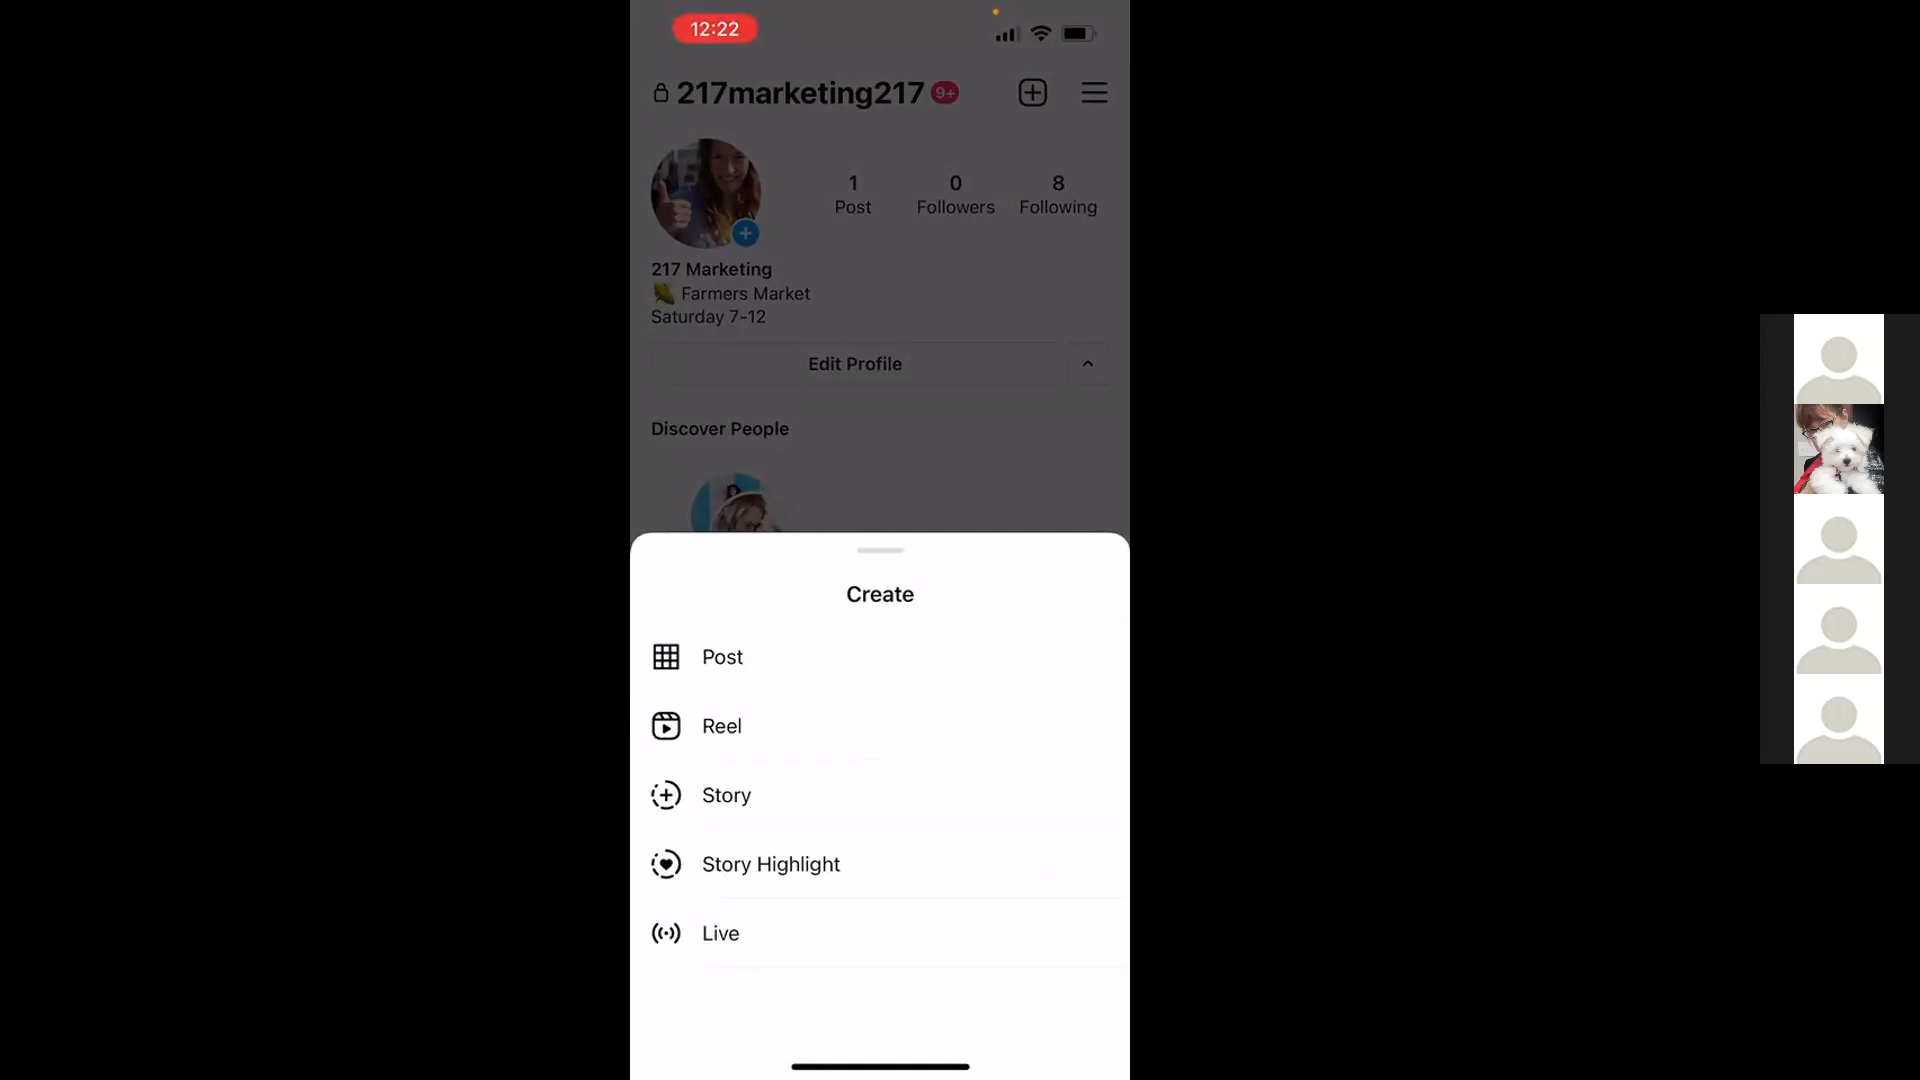 12:22
217marketing217 9+
1 0 8
Post Followers Following
217 Marketing
🌽 Farmers Market
Saturday 7-12
Edit Profile
Discover People
Create
Post
Reel
Story
Story Highlight
Live